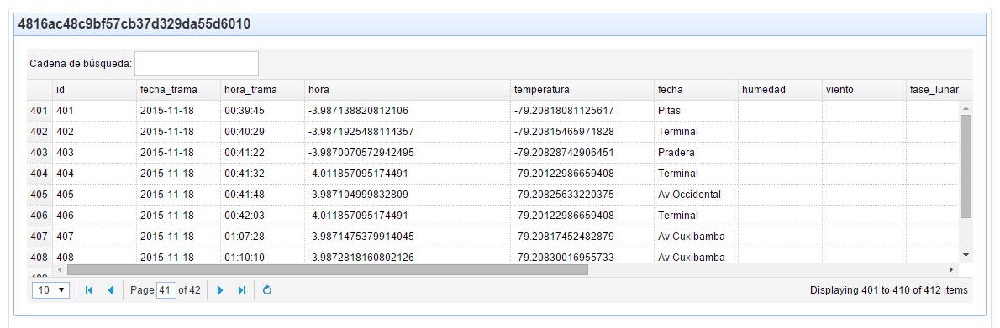 4816ac48c9bf57cb37d329da55d6010
Cadena de búsqueda:
id fecha_trama hora_trama hora temperatura fecha humedad viento fase_lunar
401 401 2015-11-18 00:39:45 -3.987138820812106 -79.20818081125617 Pitas
402 402 2015-11-18 00:40:29 -3.9871925488114357 -79.20815465971828 Terminal
403 403 2015-11-18 00:41:22 -3.9870070572942495 -79.20828742906451 Pradera
404 404 2015-11-18 00:41:32 -4.011857095174491 -79.20122986659408 Terminal
405 405 2015-11-18 00:41:48 -3.987104999832809 -79.20825633220375 Av.Occidental
406 406 2015-11-18 00:42:03 -4.011857095174491 -79.20122986659408 Terminal
407 407 2015-11-18 01:07:28 -3.9871475379914045 -79.20817452482879 Av.Cuxibamba
408 408 2015-11-18 01:10:10 -3.9872818160802126 -79.20830016955733 Av.Cuxibamba
10 Page 41 of 42 Displaying 401 to 410 of 412 items